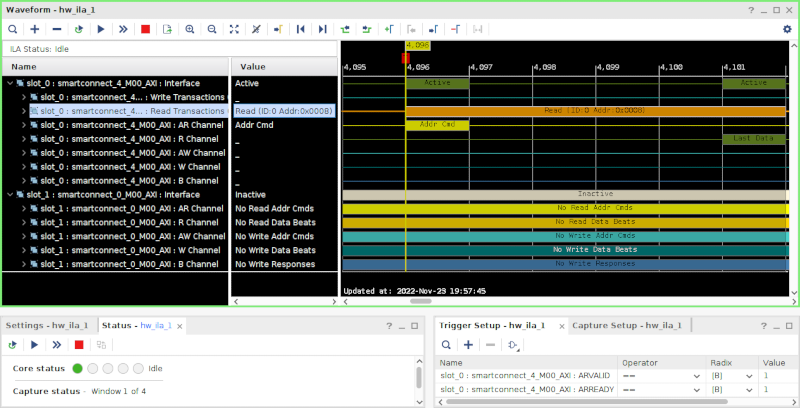 Waveform - hw_ila_1
ILA Status: Idle
Name Value
4,096
4,095 4,096 4,097 4,098 4,099 4,100 4,101
slot_0 : smartconnect_4_M00_AXI : Interface Active Active Active
slot_0 : smartconnect_4... : Write Transactions _
slot_0 : smartconnect_4... : Read Transactions Read (ID:0 Addr:0x0008) Read (ID:0 Addr:0x0008)
slot_0 : smartconnect_4_M00_AXI : AR Channel Addr Cmd Addr Cmd
slot_0 : smartconnect_4_M00_AXI : R Channel _ Last Data
slot_0 : smartconnect_4_M00_AXI : AW Channel _
slot_0 : smartconnect_4_M00_AXI : W Channel _
slot_0 : smartconnect_4_M00_AXI : B Channel _
slot_1 : smartconnect_0_M00_AXI : Interface Inactive Inactive
slot_1 : smartconnect_0_M00_AXI : AR Channel No Read Addr Cmds No Read Addr Cmds
slot_1 : smartconnect_0_M00_AXI : R Channel No Read Data Beats No Read Data Beats
slot_1 : smartconnect_0_M00_AXI : AW Channel No Write Addr Cmds No Write Addr Cmds
slot_1 : smartconnect_0_M00_AXI : W Channel No Write Data Beats No Write Data Beats
slot_1 : smartconnect_0_M00_AXI : B Channel No Write Responses No Write Responses
Updated at: 2022-Nov-23 19:57:45
Settings - hw_ila_1 Status - hw_ila_1
Core status Idle
Capture status - Window 1 of 4
Trigger Setup - hw_ila_1 Capture Setup - hw_ila_1
Name Operator Radix Value
slot_0 : smartconnect_4_M00_AXI : ARVALID == [B] 1
slot_0 : smartconnect_4_M00_AXI : ARREADY == [B] 1